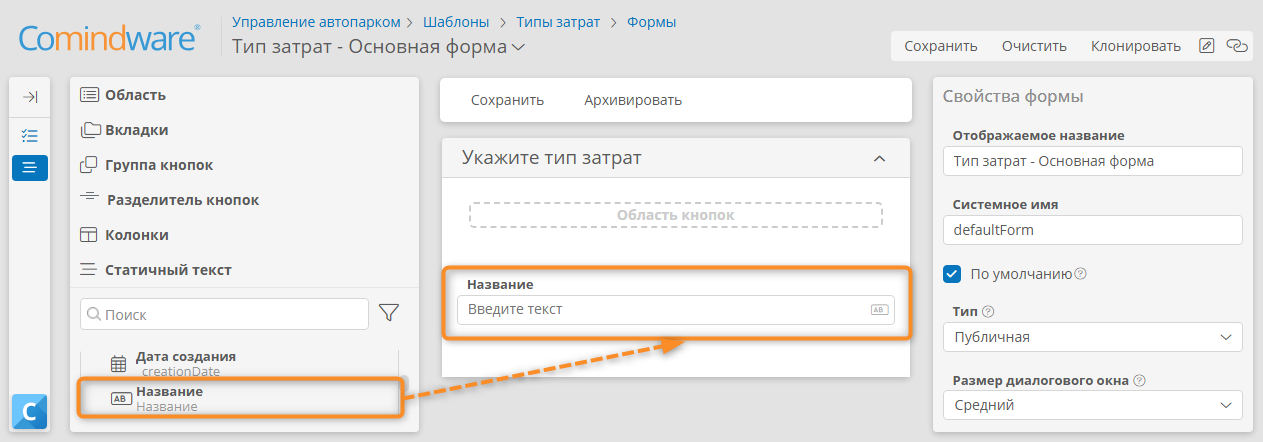 Comindware®
Управление автопарком > Шаблоны > Типы затрат > Формы
Тип затрат - Основная форма
Сохранить Очистить Клонировать
Область
Вкладки
Группа кнопок
Разделитель кнопок
Колонки
Статичный текст
Поиск
Дата создания
_creationDate
AB Название
Название
C
Сохранить Архивировать
Укажите тип затрат
Область кнопок
Название
Введите текст AB
Свойства формы
Отображаемое название
Тип затрат - Основная форма
Системное имя
defaultForm
По умолчанию ?
Тип ?
Публичная
Размер диалогового окна ?
Средний